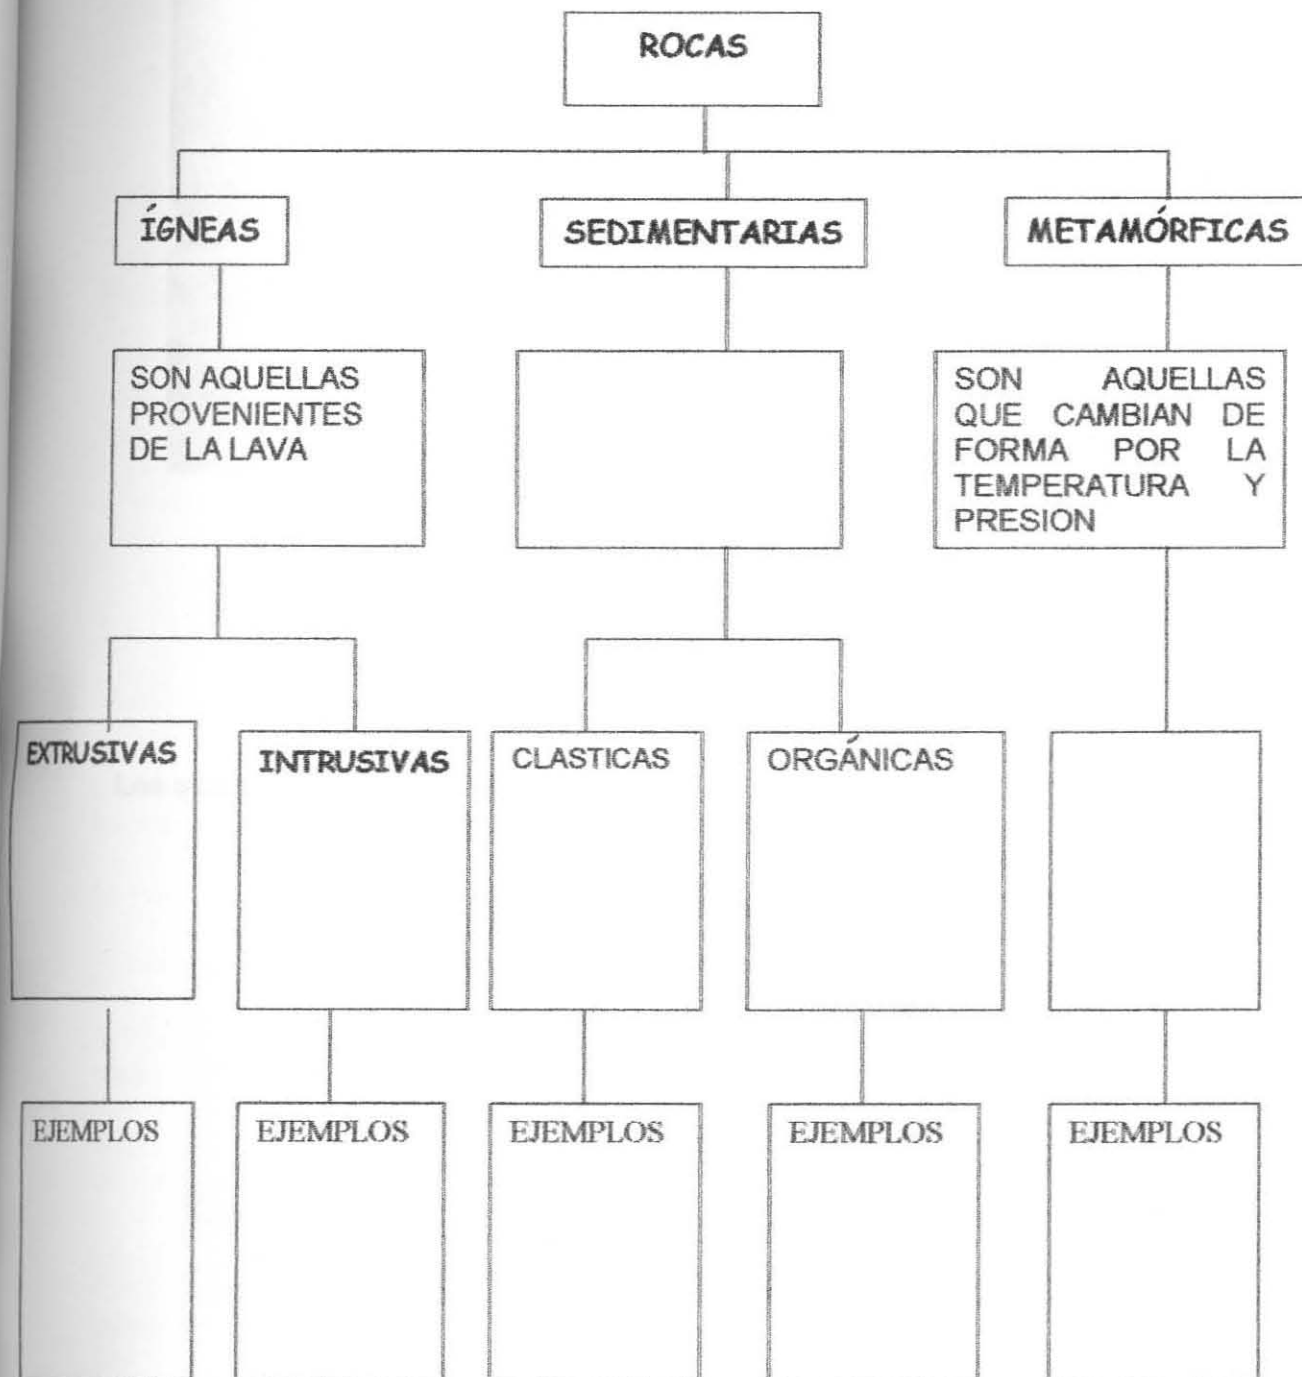 ROCAS
ÍGNEAS
SEDIMENTARIAS
METAMÓRFICAS
SON AQUELLAS
PROVENIENTES
DE LA LAVA
SON AQUELLAS
QUE CAMBIAN DE
FORMA POR LA
TEMPERATURA Y
PRESION
EXTRUSIVAS
INTRUSIVAS
CLASTICAS
ORGÁNICAS
EJEMPLOS
EJEMPLOS
EJEMPLOS
EJEMPLOS
EJEMPLOS